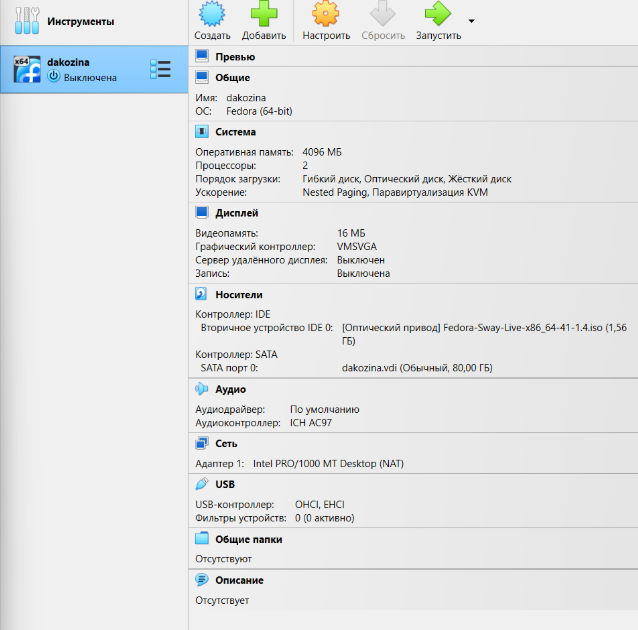 Инструменты
Создать Добавить Настроить Сбросить Запустить
x64
dakozina
Выключена
Превью
Общие
Имя: dakozina
ОС: Fedora (64-bit)
Система
Оперативная память: 4096 МБ
Процессоры: 2
Порядок загрузки: Гибкий диск, Оптический диск, Жёсткий диск
Ускорение: Nested Paging, Паравиртуализация KVM
Дисплей
Видеопамять: 16 МБ
Графический контроллер: VMSVGA
Сервер удалённого дисплея: Выключен
Запись: Выключена
Носители
Контроллер: IDE
Вторичное устройство IDE 0: [Оптический привод] Fedora-Sway-Live-x86_64-41-1.4.iso (1,56
ГБ)
Контроллер: SATA
SATA порт 0: dakozina.vdi (Обычный, 80,00 ГБ)
Аудио
Аудиодрайвер: По умолчанию
Аудиоконтроллер: ICH AC97
Сеть
Адаптер 1: Intel PRO/1000 MT Desktop (NAT)
USB
USB-контроллер: OHCI, EHCI
Фильтры устройств: 0 (0 активно)
Общие папки
Отсутствуют
Описание
Отсутствует